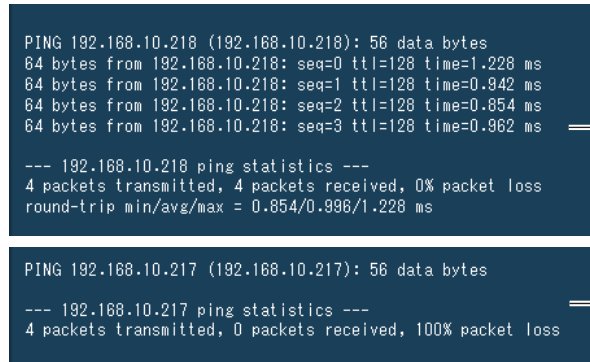 PING 192.168.10.218 (192.168.10.218): 56 data bytes
64 bytes from 192.168.10.218: seq=0 ttl=128 time=1.228 ms
64 bytes from 192.168.10.218: seq=1 ttl=128 time=0.942 ms
64 bytes from 192.168.10.218: seq=2 ttl=128 time=0.854 ms
64 bytes from 192.168.10.218: seq=3 ttl=128 time=0.962 ms
--- 192.168.10.218 ping statistics ---
4 packets transmitted, 4 packets received, 0% packet loss
round-trip min/avg/max = 0.854/0.996/1.228 ms
PING 192.168.10.217 (192.168.10.217): 56 data bytes
--- 192.168.10.217 ping statistics ---
4 packets transmitted, 0 packets received, 100% packet loss